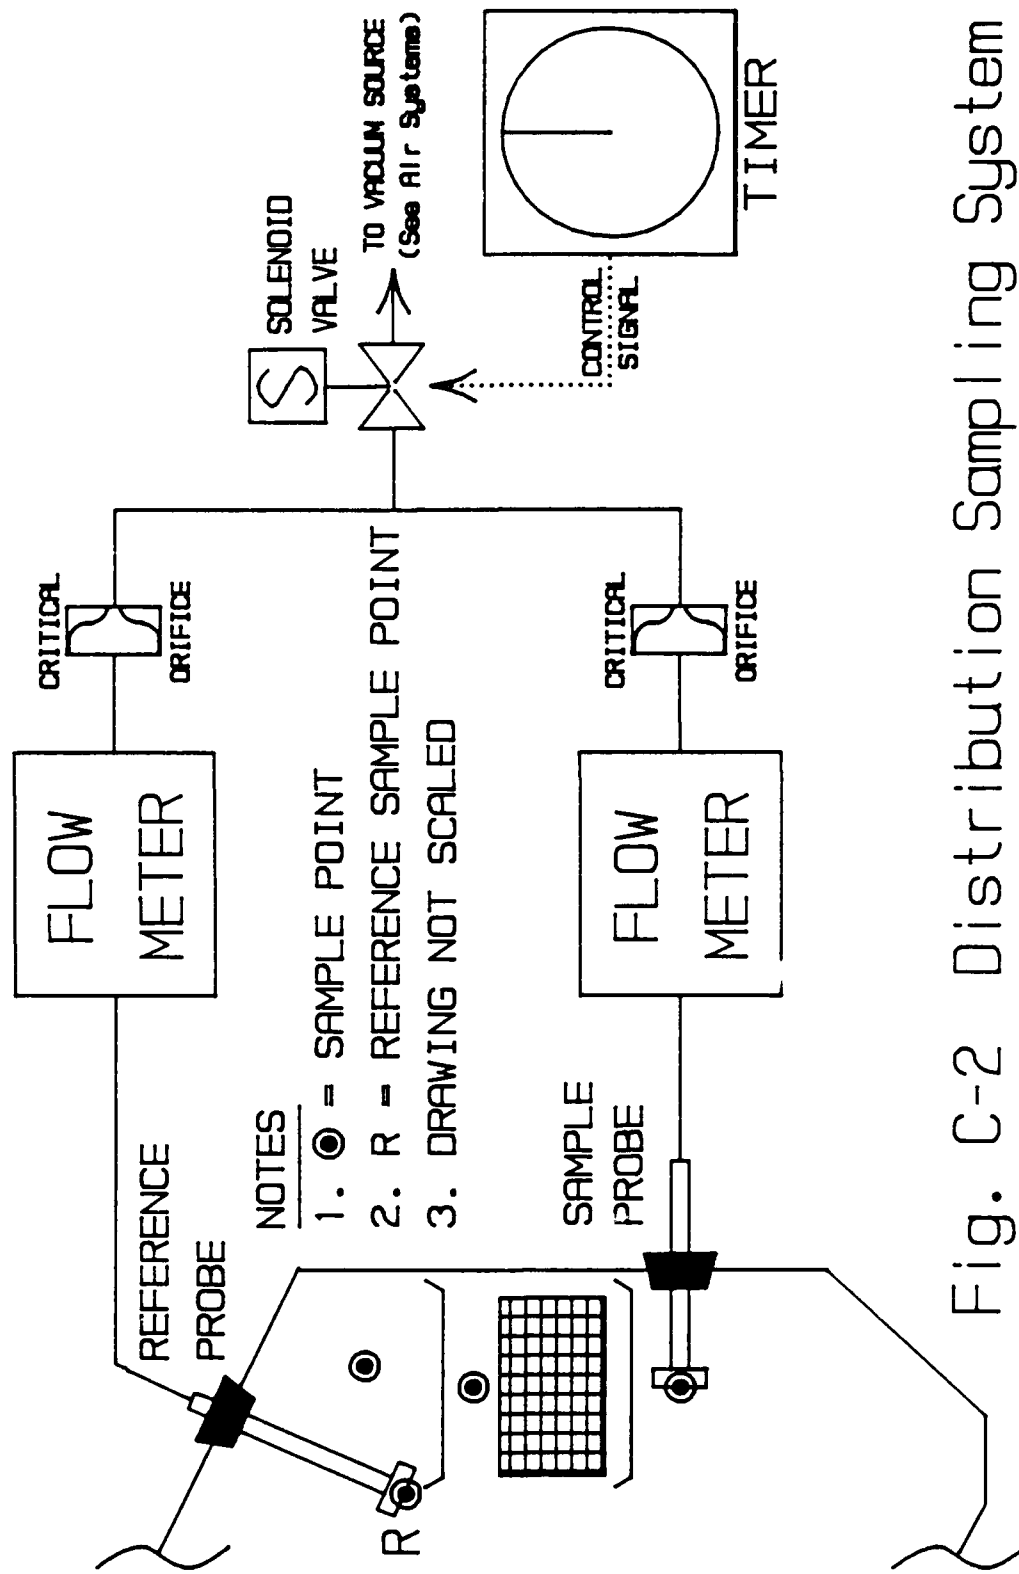 REFERENCE
PROBE
FLOW
METER
CRITICAL
ORIFICE
SOLENOID
VALVE
S
TO VACUUM SOURCE
(See Air Systems)
NOTES
1. = SAMPLE POINT
2. R = REFERENCE SAMPLE POINT
3. DRAWING NOT SCALED
R
SAMPLE
PROBE
FLOW
METER
CRITICAL
ORIFICE
CONTROL
SIGNAL
TIMER
Fig. C-2 Distribution Sampling System